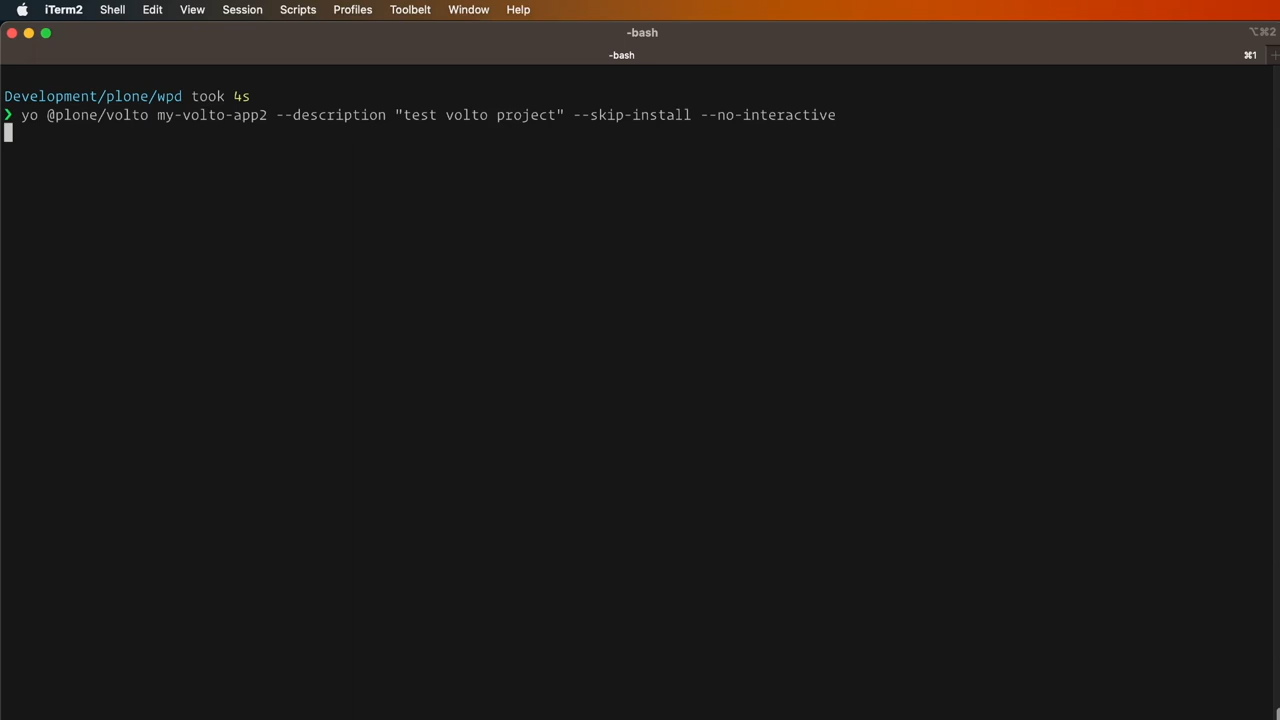 iTerm2 Shell Edit View Session Scripts Profiles Toolbelt Window Help
-bash ⌥⌘2
-bash ⌘1
Development/plone/wpd took 4s
❯ yo @plone/volto my-volto-app2 --description "test volto project" --skip-install --no-interactive